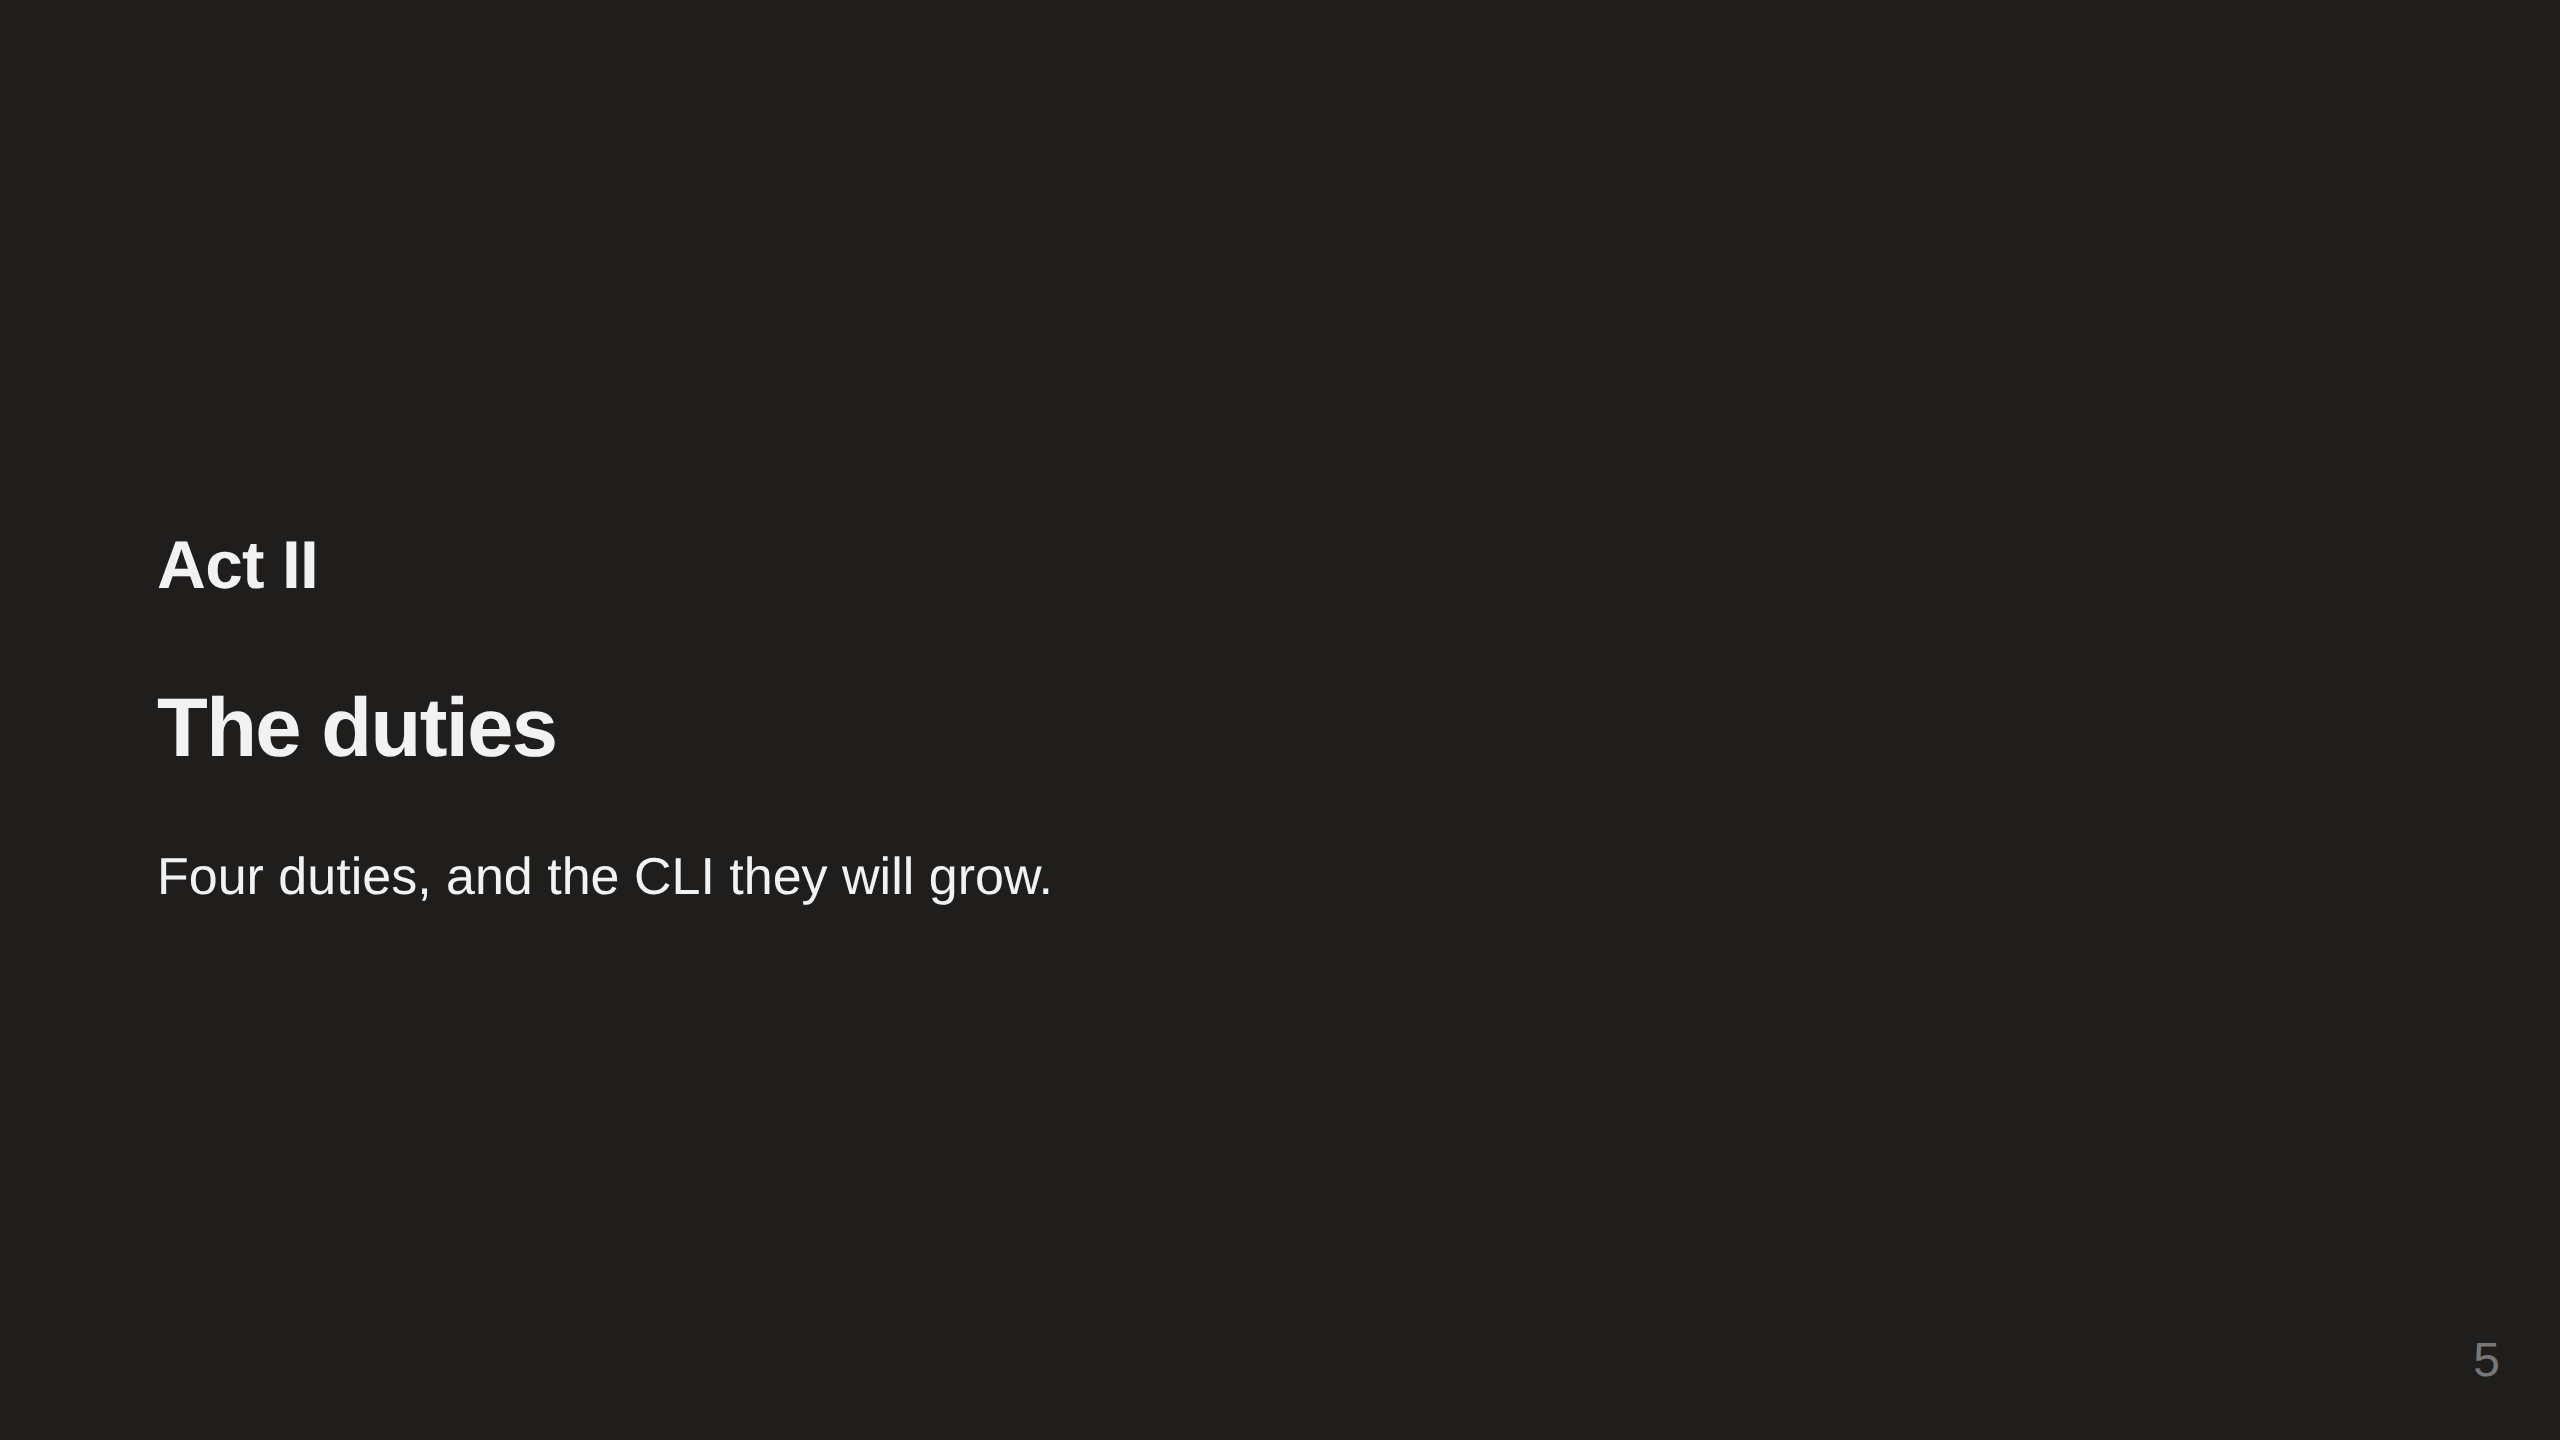 Act II
The duties
Four duties, and the CLI they will grow.
5